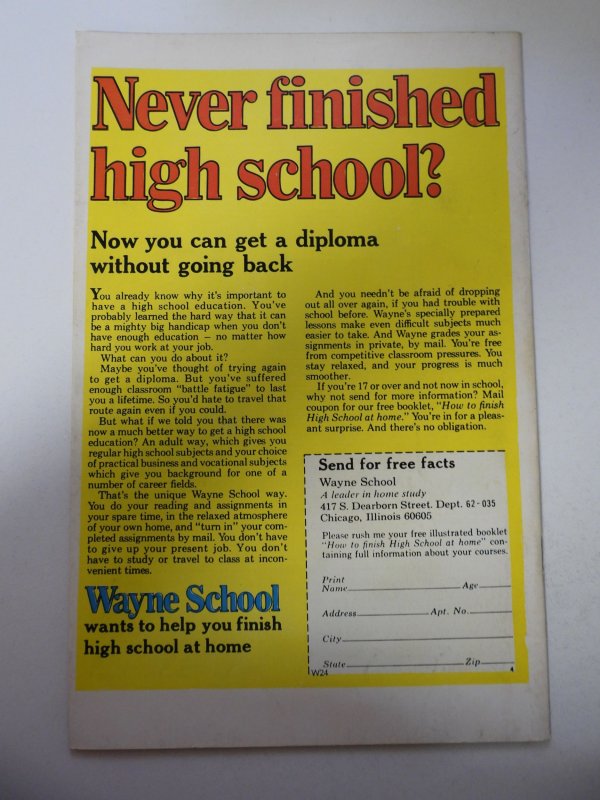 Never finished
high school?
Now you can get a diploma
without going back
You already know why it's important to
have a high school education. You've
probably learned the hard way that it can
be a mighty big handicap when you don't
have enough education — no matter how
hard you work at your job.
What can you do about it?
Maybe you've thought of trying again
to get a diploma. But you've suffered
enough classroom "battle fatigue" to last
you a lifetime. So you'd hate to travel that
route again even if you could.
But what if we told you that there was
now a much better way to get a high school
education? An adult way, which gives you
regular high school subjects and your choice
of practical business and vocational subjects
which give you background for one of a
number of career fields.
That's the unique Wayne School way.
You do your reading and assignments in
your spare time, in the relaxed atmosphere
of your own home, and "turn in" your com-
pleted assignments by mail. You don't have
to give up your present job. You don't
have to study or travel to class at incon-
venient times.
Wayne School
wants to help you finish
high school at home
And you needn't be afraid of dropping
out all over again, if you had trouble with
school before. Wayne's specially prepared
lessons make even difficult subjects much
easier to take. And Wayne grades your as-
signments in private, by mail. You're free
from competitive classroom pressures. You
stay relaxed, and your progress is much
smoother.
If you're 17 or over and not now in school,
why not send for more information? Mail
coupon for our free booklet, "How to finish
High School at home." You're in for a pleas-
ant surprise. And there's no obligation.
Send for free facts
Wayne School
A leader in home study
417 S. Dearborn Street. Dept. 62-035
Chicago, Illinois 60605
Please rush me your free illustrated booklet
"How to finish High School at home" con-
taining full information about your courses.
Print
Name Age
Address Apt. No.
City
State Zip
W24 4